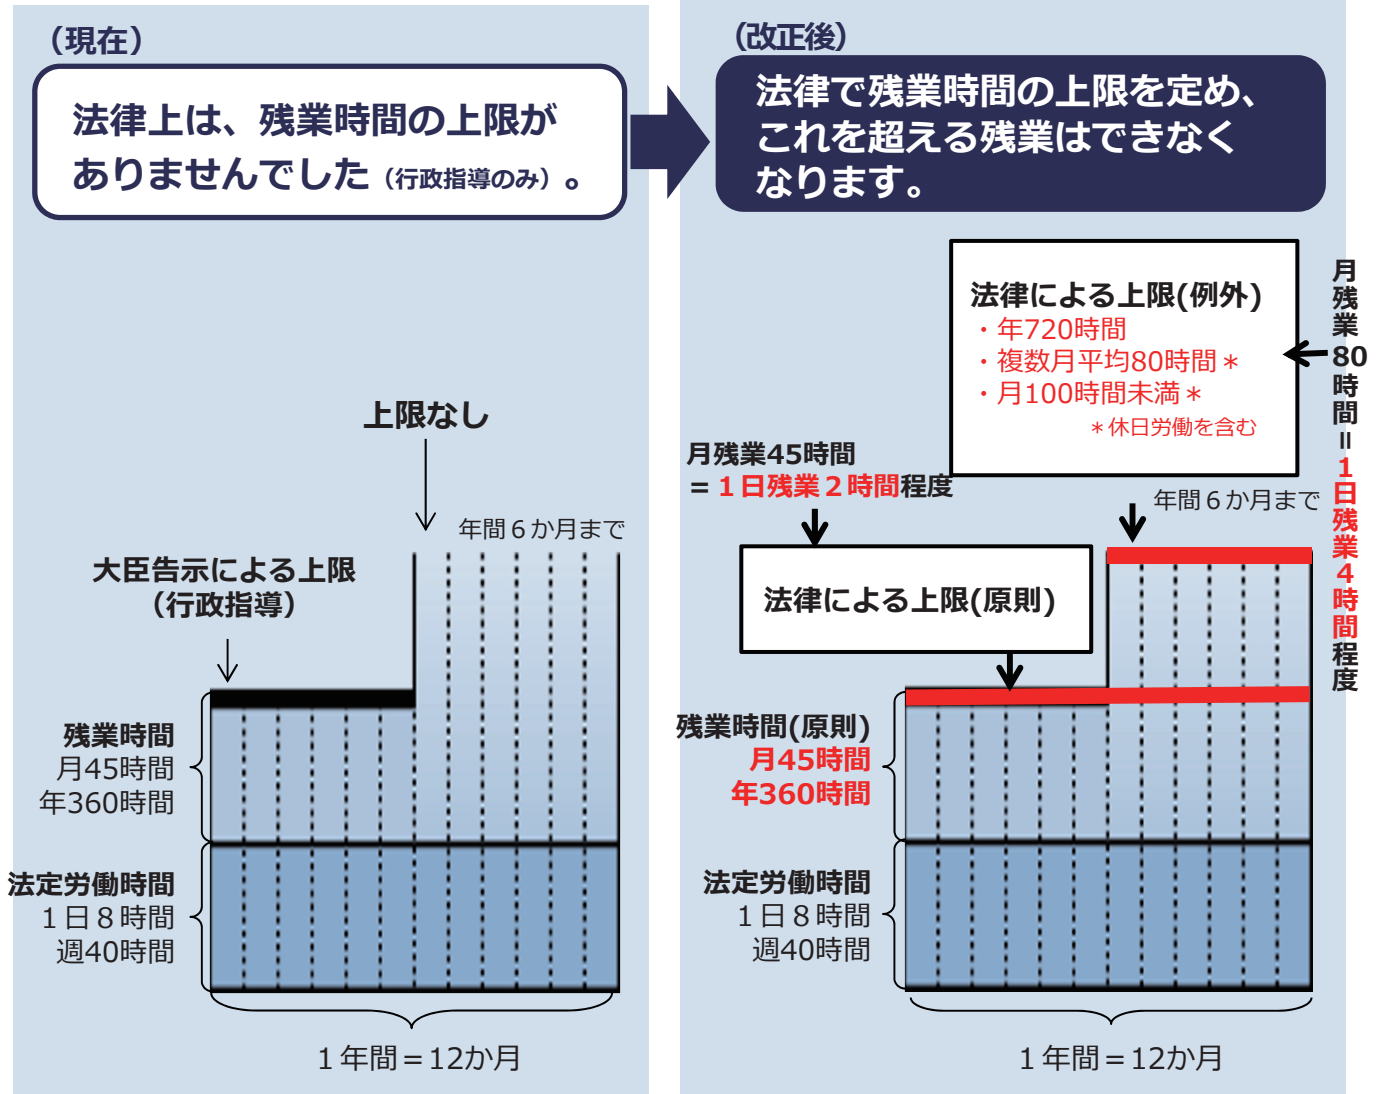 （現在）
法律上は、残業時間の上限が
ありませんでした（行政指導のみ）。
上限なし
年間６か月まで
大臣告示による上限
（行政指導）
残業時間
月45時間
年360時間
法定労働時間
１日８時間
週40時間
１年間＝12か月
（改正後）
法律で残業時間の上限を定め、
これを超える残業はできなく
なります。
法律による上限(例外)
・年720時間
・複数月平均80時間＊
・月100時間未満＊
＊休日労働を含む
月残業80時間＝１日残業４時間程度
月残業45時間
＝１日残業２時間程度
年間６か月まで
法律による上限(原則)
残業時間(原則)
月45時間
年360時間
法定労働時間
１日８時間
週40時間
１年間＝12か月